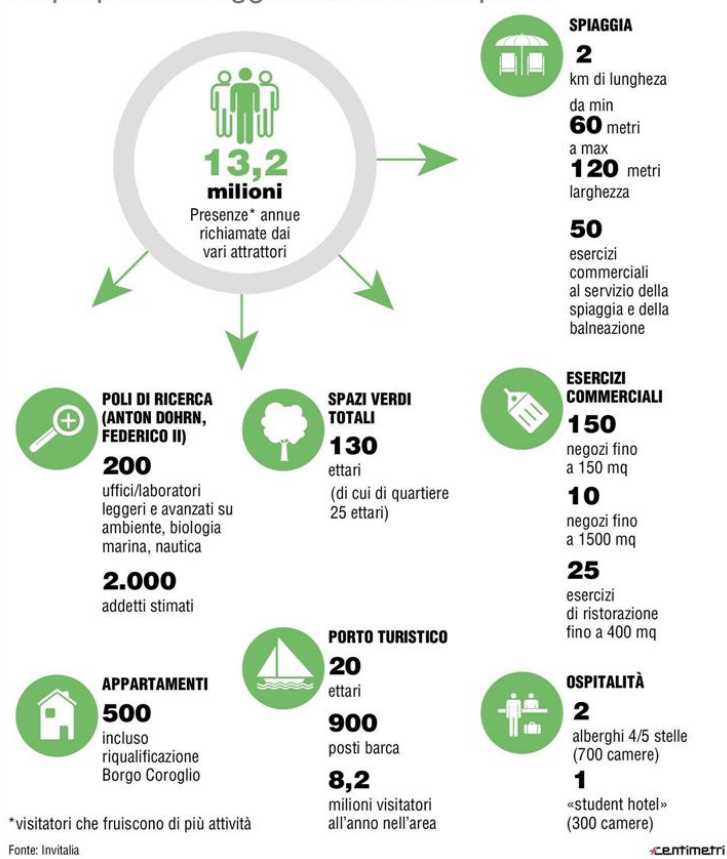 13,2
milioni
Presenze* annue
richiamate dai
vari attrattori
SPIAGGIA
2
km di lungheza
da min
60 metri
a max
120 metri
larghezza
50
esercizi
commerciali
al servizio della
spiaggia e della
balneazione
POLI DI RICERCA
(ANTON DOHRN,
FEDERICO II)
200
uffici/laboratori
leggeri e avanzati su
ambiente, biologia
marina, nautica
2.000
addetti stimati
SPAZI VERDI
TOTALI
130
ettari
(di cui di quartiere
25 ettari)
ESERCIZI
COMMERCIALI
150
negozi fino
a 150 mq
10
negozi fino
a 1500 mq
25
esercizi
di ristorazione
fino a 400 mq
APPARTAMENTI
500
incluso
riqualificazione
Borgo Coroglio
PORTO TURISTICO
20
ettari
900
posti barca
8,2
milioni visitatori
all'anno nell'area
OSPITALITÀ
2
alberghi 4/5 stelle
(700 camere)
1
«student hotel»
(300 camere)
*visitatori che fruiscono di più attività
Fonte: Invitalia
centimetri